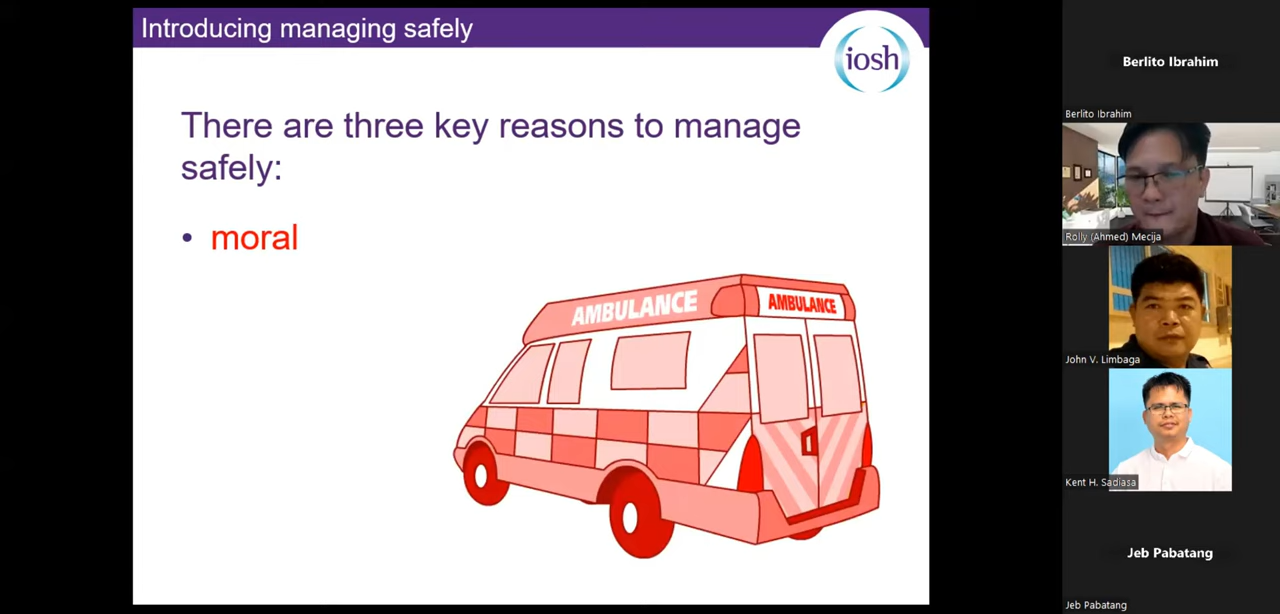 Introducing managing safely
iosh
There are three key reasons to manage
safely:
• moral
AMBULANCE
AMBULANCE
Berlito Ibrahim
Berlito Ibrahim
Rolly (Ahmed) Mecija
John V. Limbaga
Kent H. Sadiasa
Jeb Pabatang
Jeb Pabatang